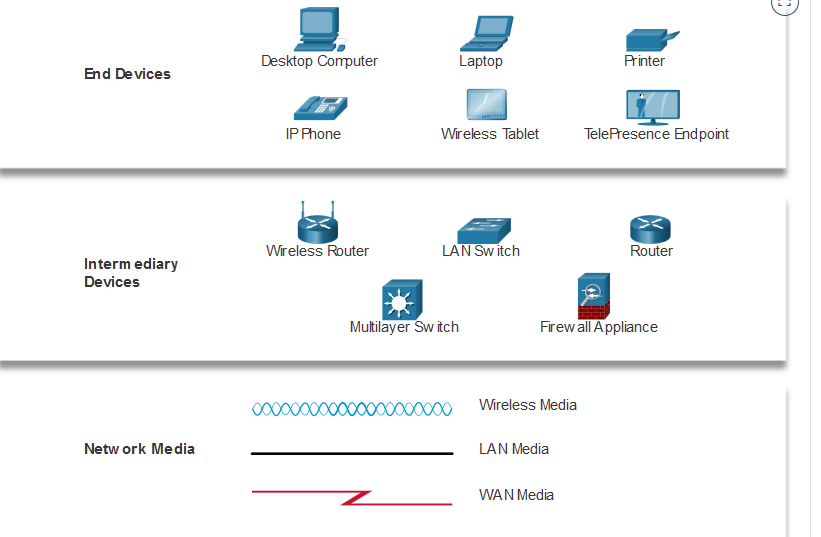 Desktop Computer
Laptop
Printer
End Devices
IP Phone
Wireless Tablet
TelePresence Endpoint
Wireless Router
LAN Switch
Router
Intermediary
Devices
Multilayer Switch
Firewall Appliance
Wireless Media
Network Media
LAN Media
WAN Media